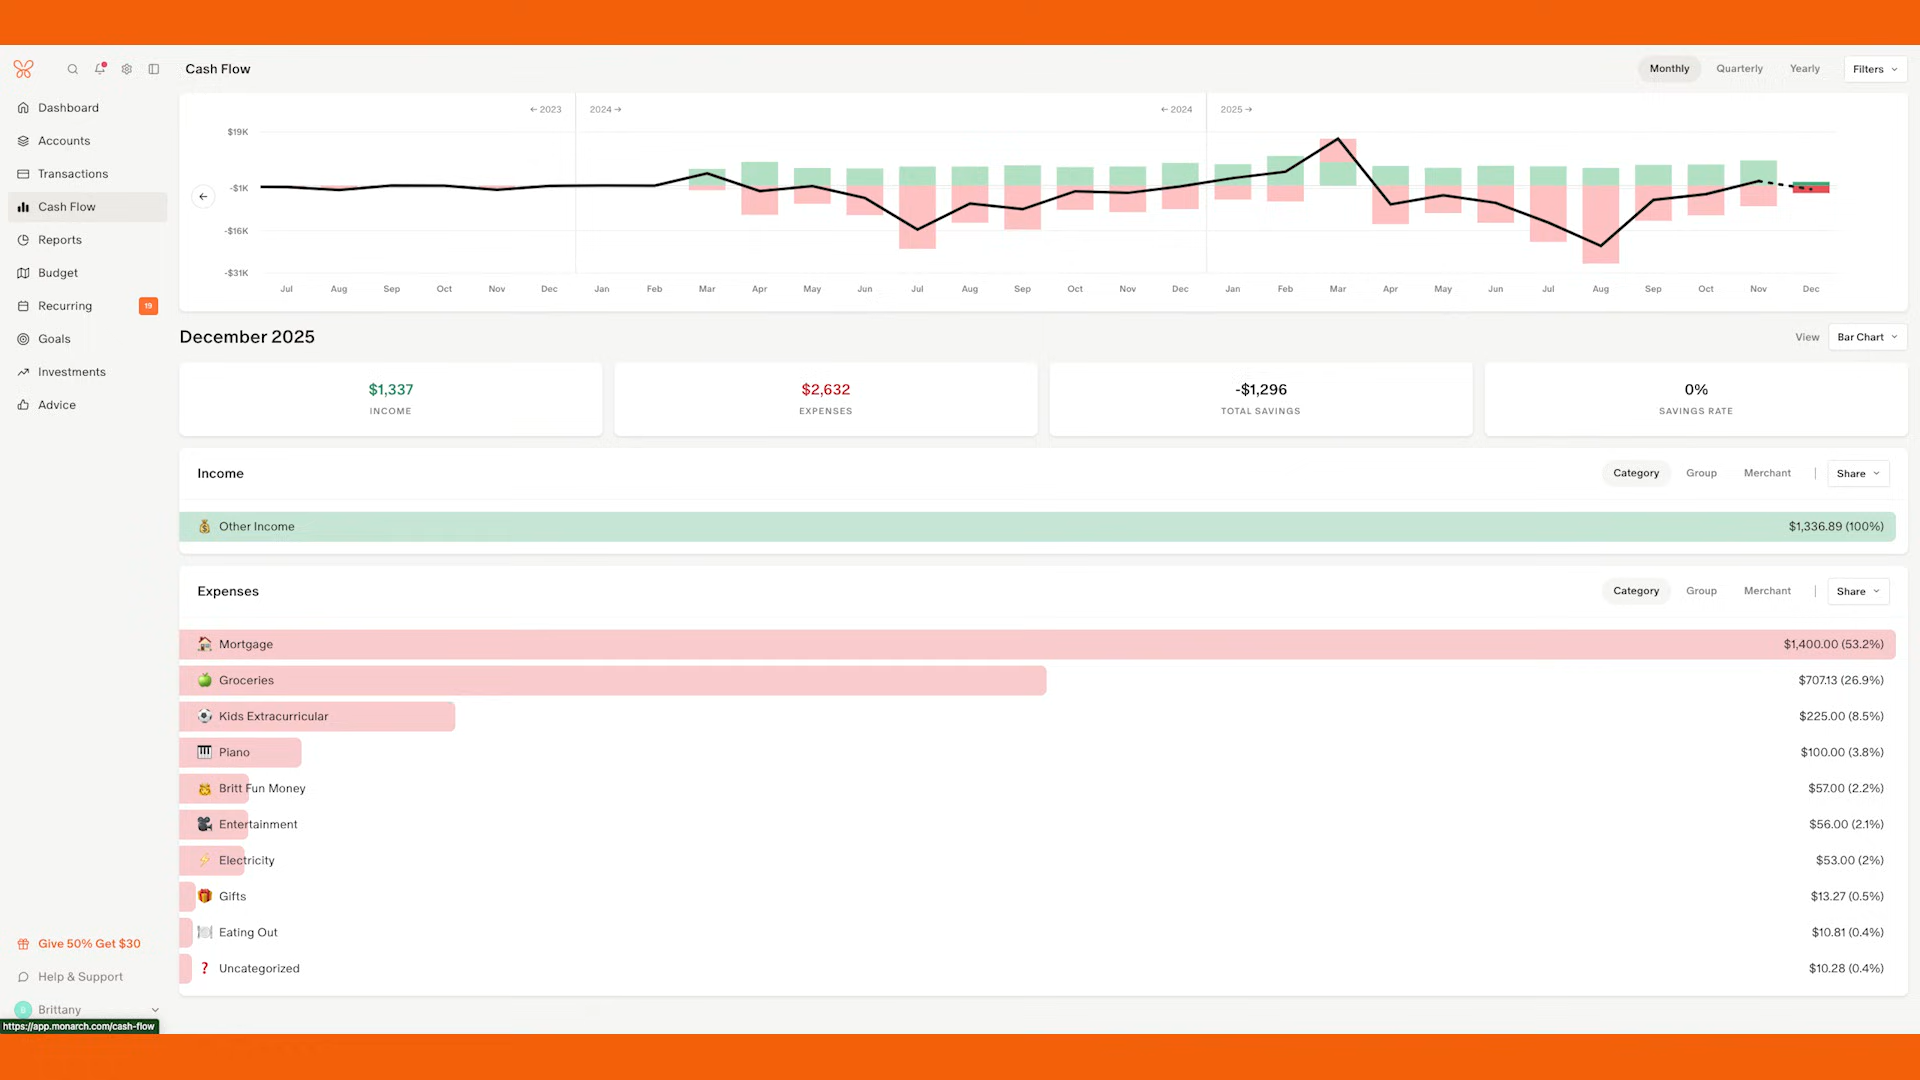 Cash Flow
Monthly Quarterly Yearly Filters
Dashboard
Accounts
Transactions
Cash Flow
Reports
Budget
Recurring 19
Goals
Investments
Advice
← 2023 2024 → ← 2024 2025 →
$19K
-$1K
-$16K
-$31K
Jul Aug Sep Oct Nov Dec Jan Feb Mar Apr May Jun Jul Aug Sep Oct Nov Dec Jan Feb Mar Apr May Jun Jul Aug Sep Oct Nov Dec
December 2025
View Bar Chart
$1,337
INCOME
$2,632
EXPENSES
-$1,296
TOTAL SAVINGS
0%
SAVINGS RATE
Income
Category Group Merchant | Share
Other Income $1,336.89 (100%)
Expenses
Category Group Merchant | Share
Mortgage $1,400.00 (53.2%)
Groceries $707.13 (26.9%)
Kids Extracurricular $225.00 (8.5%)
Piano $100.00 (3.8%)
Britt Fun Money $57.00 (2.2%)
Entertainment $56.00 (2.1%)
Electricity $53.00 (2%)
Gifts $13.27 (0.5%)
Eating Out $10.81 (0.4%)
Uncategorized $10.28 (0.4%)
Give 50% Get $30
Help & Support
Brittany
https://app.monarch.com/cash-flow